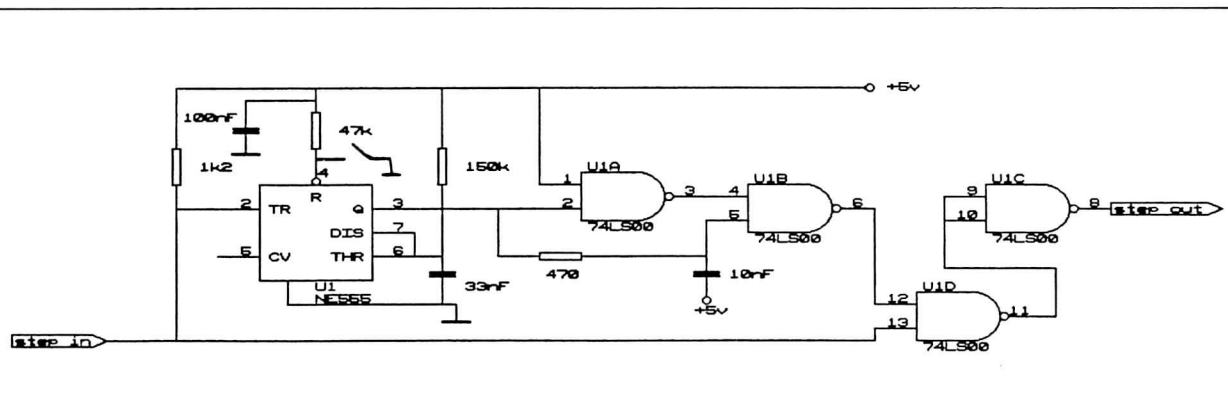 +5v
100nF
47k
1k2
4
150k
R
U1A
U1B
U1C
1
2
3
4
5
6
9
10
8
step out
74LS00
74LS00
74LS00
2
TR
Q
3
DIS
7
5
CV
THR
6
470
10nF
33nF
U1
NE555
+5v
U1D
12
13
11
74LS00
step in